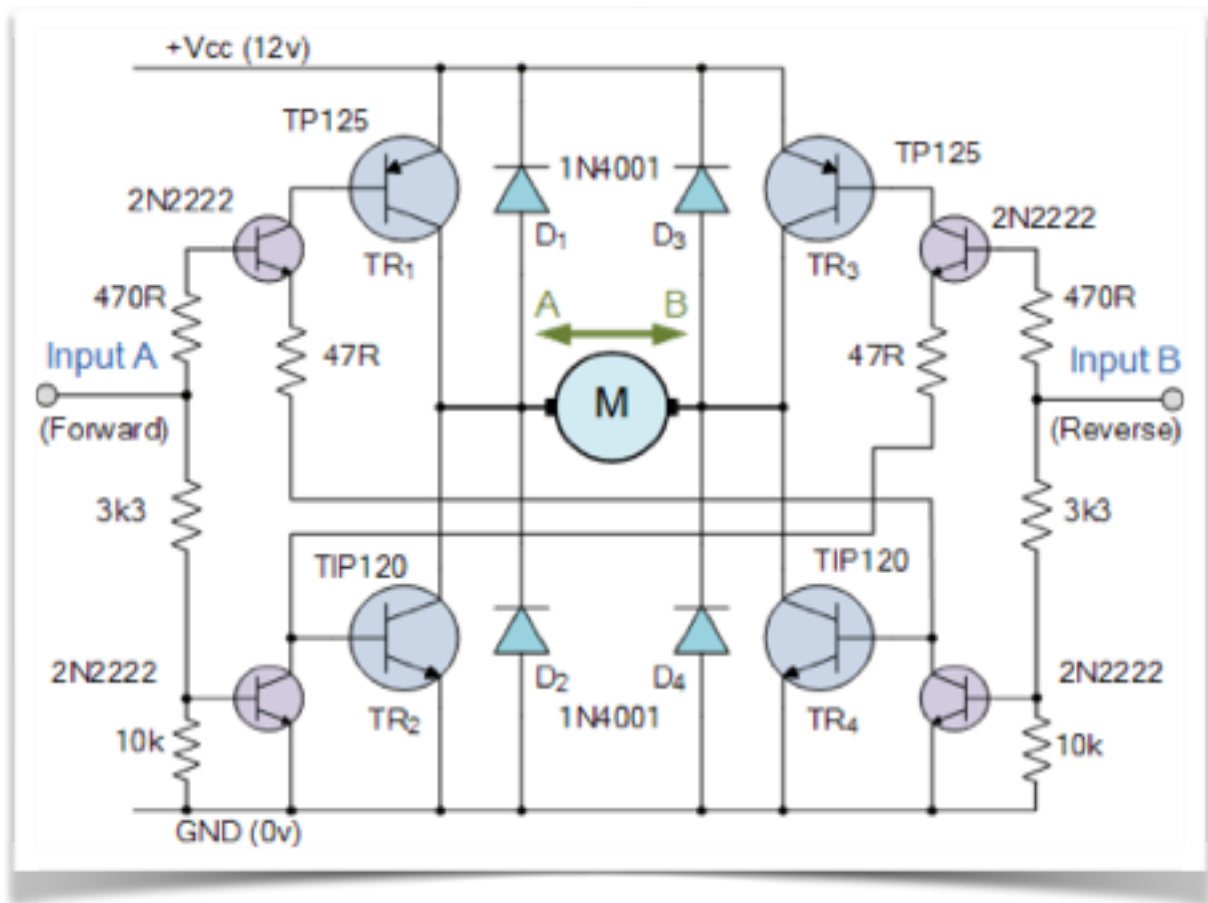 +Vcc (12v)
TP125
1N4001
TP125
2N2222
2N2222
D1
D3
TR1
TR3
470R
A
B
470R
Input A
47R
47R
Input B
M
(Forward)
(Reverse)
3k3
3k3
TIP120
TIP120
2N2222
D2
D4
2N2222
TR2
1N4001
TR4
10k
10k
GND (0v)